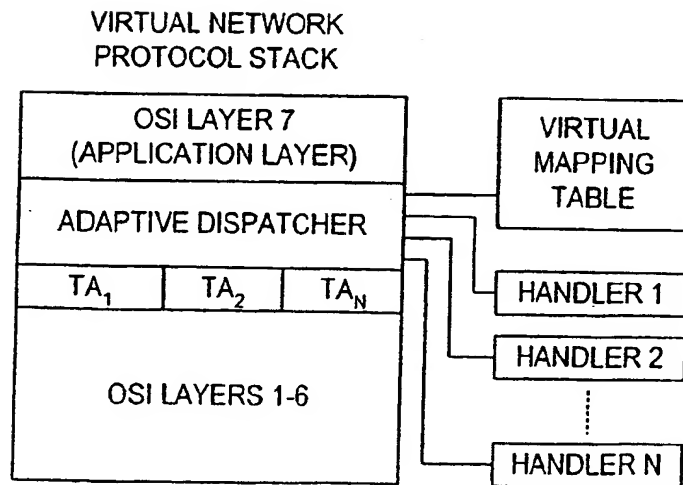 VIRTUAL NETWORK
PROTOCOL STACK
OSI LAYER 7
(APPLICATION LAYER)
ADAPTIVE DISPATCHER
TA₁ TA₂ TAN
OSI LAYERS 1-6
VIRTUAL
MAPPING
TABLE
HANDLER 1
HANDLER 2
HANDLER N